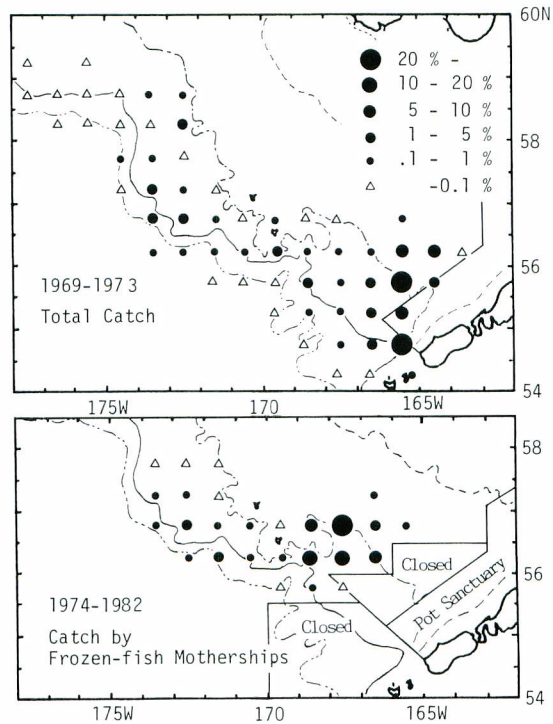 60N
20 % -
10 - 20 %
5 - 10 %
1 - 5 %
.1 - 1 %
-0.1 %
58
56
54
1969-1973
Total Catch
175W
170
165W
62
58
56
54
Closed
Pot Sanctuary
Closed
1974-1982
Catch by
Frozen-fish Motherships
175W
170
165W